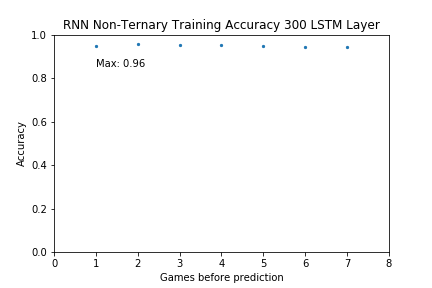 RNN Non-Ternary Training Accuracy 300 LSTM Layer
1.0
Max: 0.96
0.8
0.6
Accuracy
0.4
0.2
0.0
0 1 2 3 4 5 6 7 8
Games before prediction